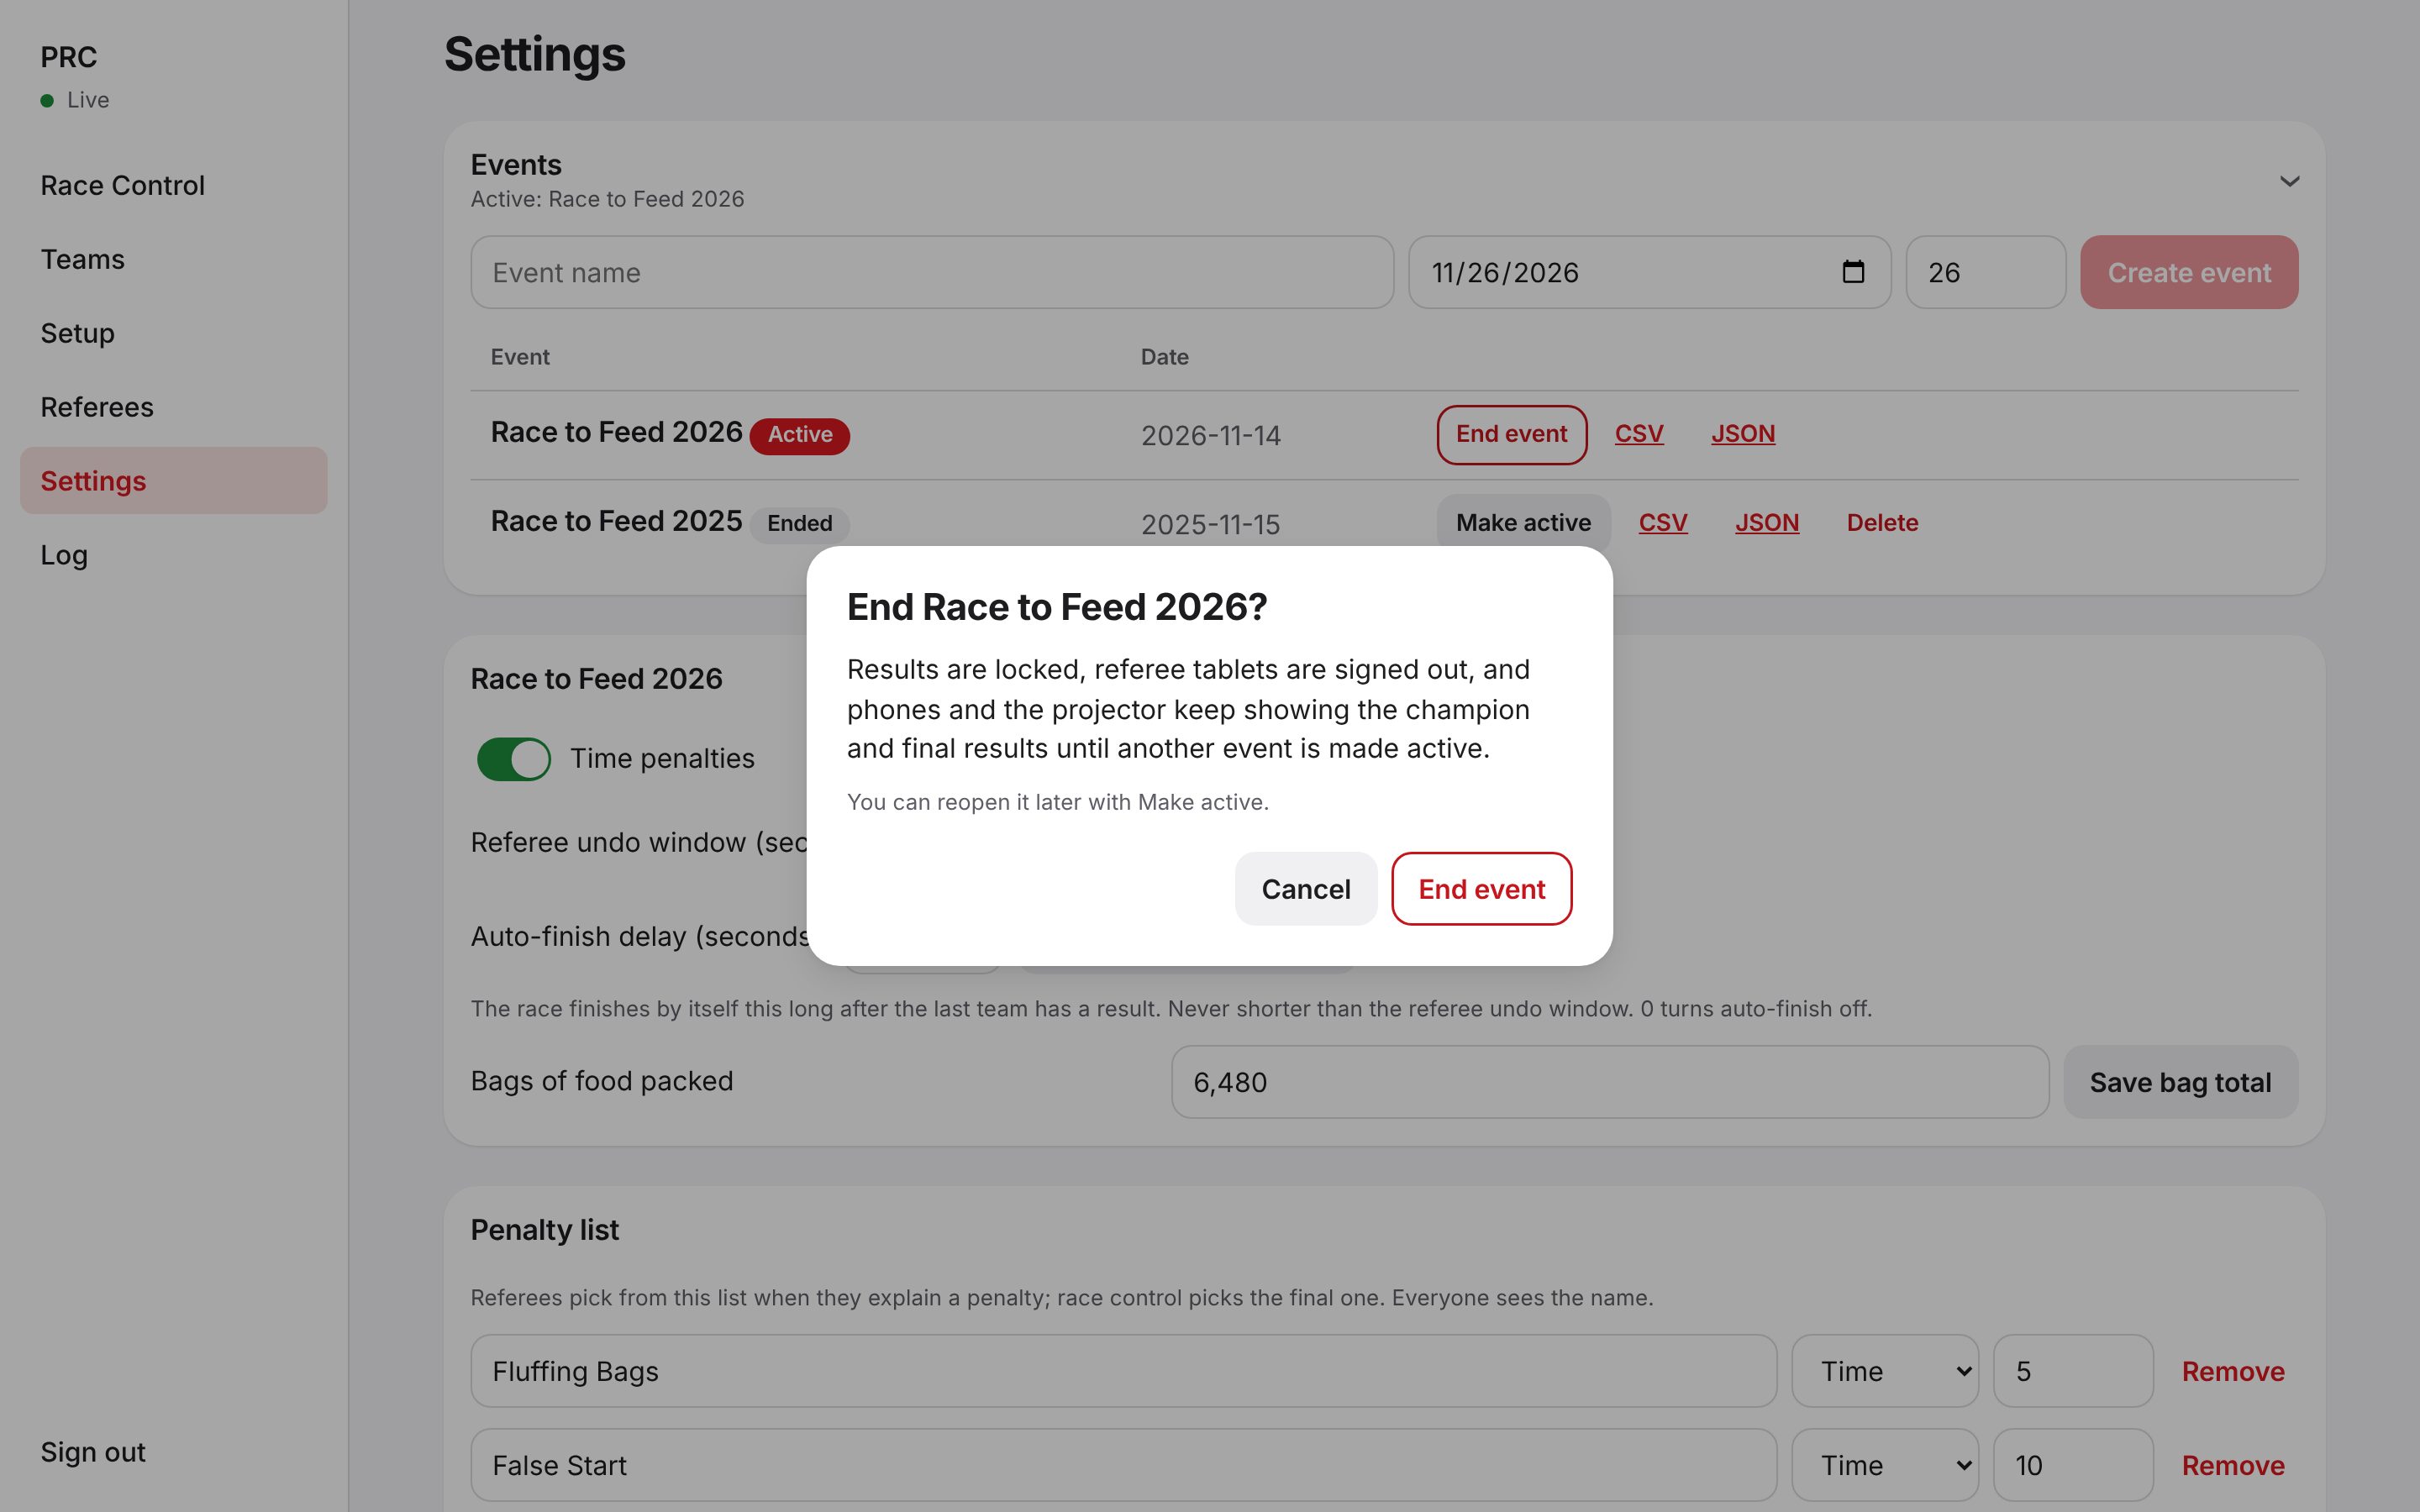 PRC
Live
Race Control
Teams
Setup
Referees
Settings
Log
Sign out
Settings
Events
Active: Race to Feed 2026
Event name
11/26/2026
26
Create event
Event Date
Race to Feed 2026 Active 2026-11-14 End event CSV JSON
Race to Feed 2025 Ended 2025-11-15 Make active CSV JSON Delete
End Race to Feed 2026?
Results are locked, referee tablets are signed out, and
phones and the projector keep showing the champion
and final results until another event is made active.
You can reopen it later with Make active.
Cancel End event
Race to Feed 2026
Time penalties
Referee undo window
Auto-finish delay (seconds
The race finishes by itself this long after the last team has a result. Never shorter than the referee undo window. 0 turns auto-finish off.
Bags of food packed 6,480 Save bag total
Penalty list
Referees pick from this list when they explain a penalty; race control picks the final one. Everyone sees the name.
Fluffing Bags Time 5 Remove
False Start Time 10 Remove